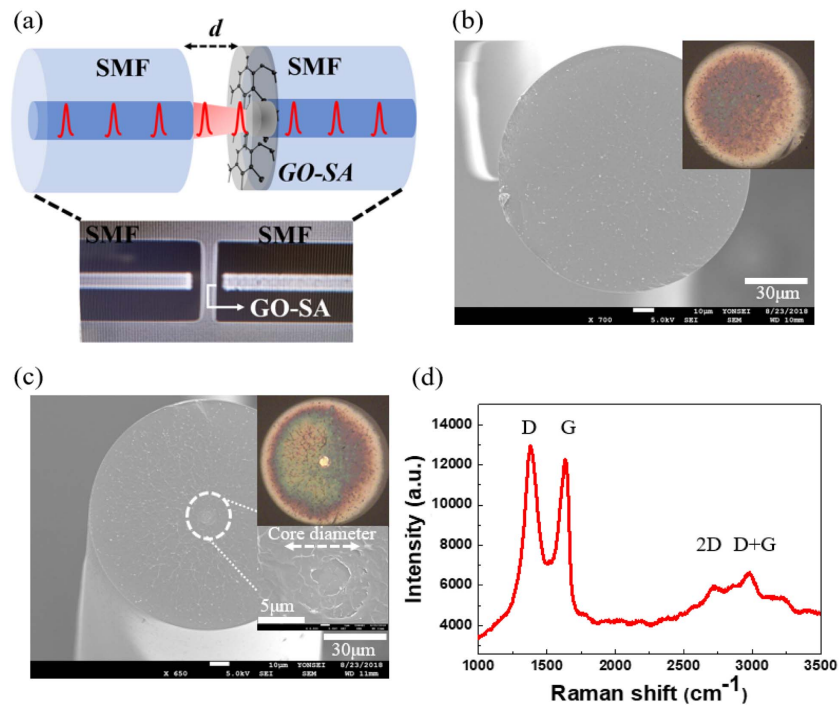 (a)
d
SMF
SMF
GO-SA
SMF
SMF
GO-SA
(b)
30μm
10μm YONSEI 8/23/2018
X 700 5.0kV SEI SEM WD 10mm
(c)
Core diameter
5μm
30μm
10μm YONSEI 8/23/2018
X 650 5.0kV SEI SEM WD 11mm
(d)
14000
12000
10000
8000
6000
4000
Intensity (a.u.)
D
G
2D
D+G
1000 1500 2000 2500 3000 3500
Raman shift (cm⁻¹)